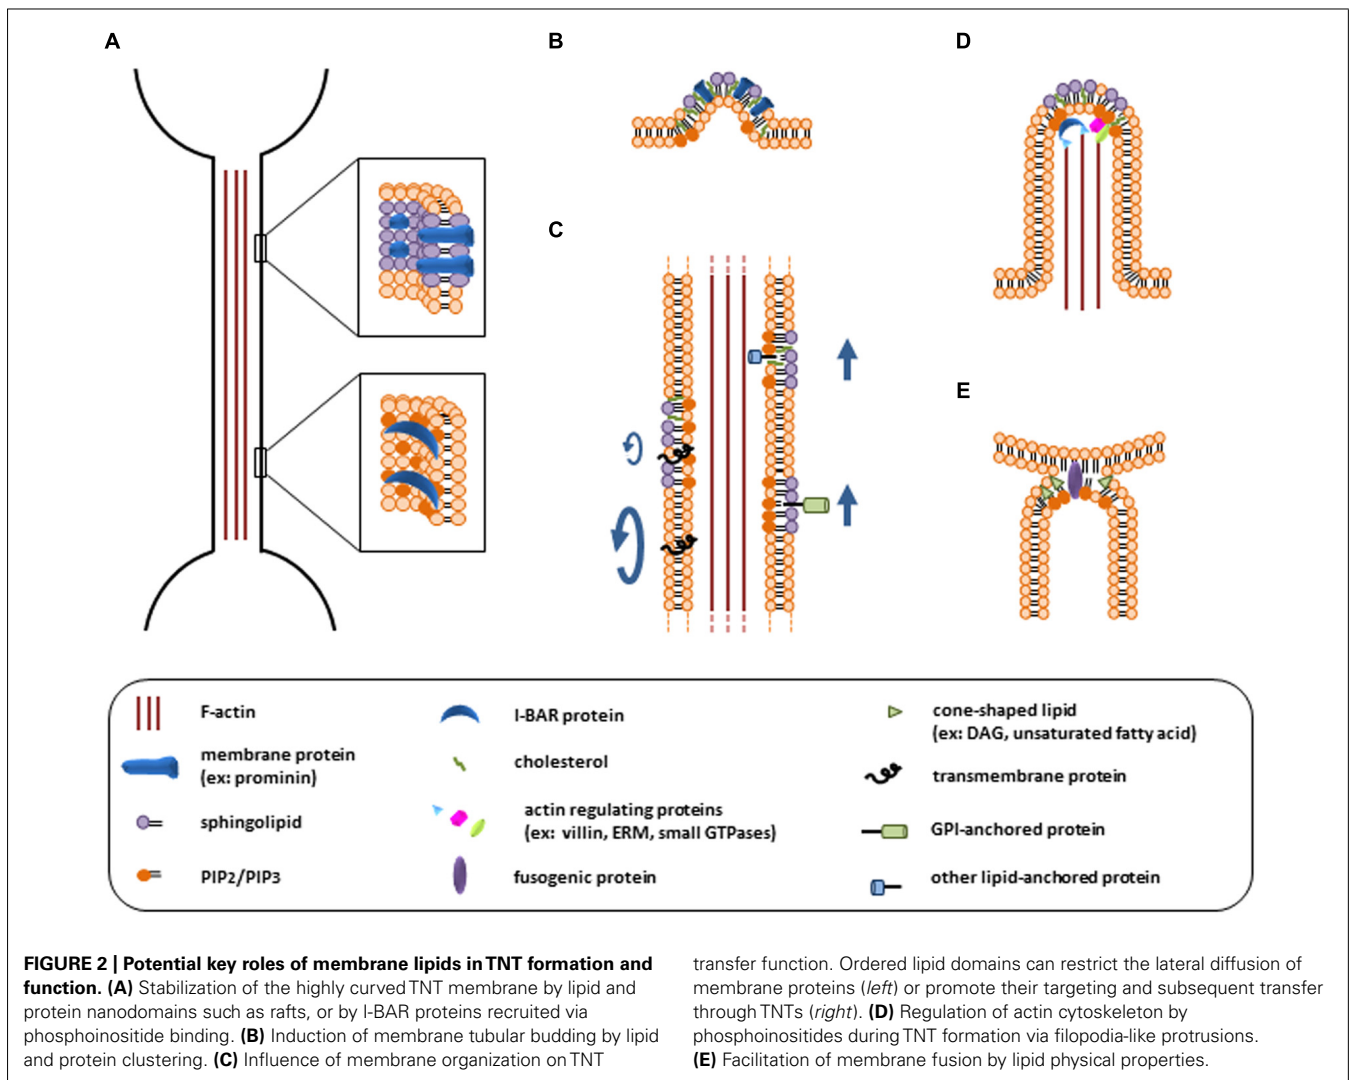 A
B
D
C
E
F-actin
membrane protein
(ex: prominin)
sphingolipid
PIP2/PIP3
I-BAR protein
cholesterol
actin regulating proteins
(ex: villin, ERM, small GTPases)
fusogenic protein
cone-shaped lipid
(ex: DAG, unsaturated fatty acid)
transmembrane protein
GPI-anchored protein
other lipid-anchored protein
FIGURE 2 | Potential key roles of membrane lipids in TNT formation and
function. (A) Stabilization of the highly curved TNT membrane by lipid and
protein nanodomains such as rafts, or by I-BAR proteins recruited via
phosphoinositide binding. (B) Induction of membrane tubular budding by lipid
and protein clustering. (C) Influence of membrane organization on TNT
transfer function. Ordered lipid domains can restrict the lateral diffusion of
membrane proteins (left) or promote their targeting and subsequent transfer
through TNTs (right). (D) Regulation of actin cytoskeleton by
phosphoinositides during TNT formation via filopodia-like protrusions.
(E) Facilitation of membrane fusion by lipid physical properties.